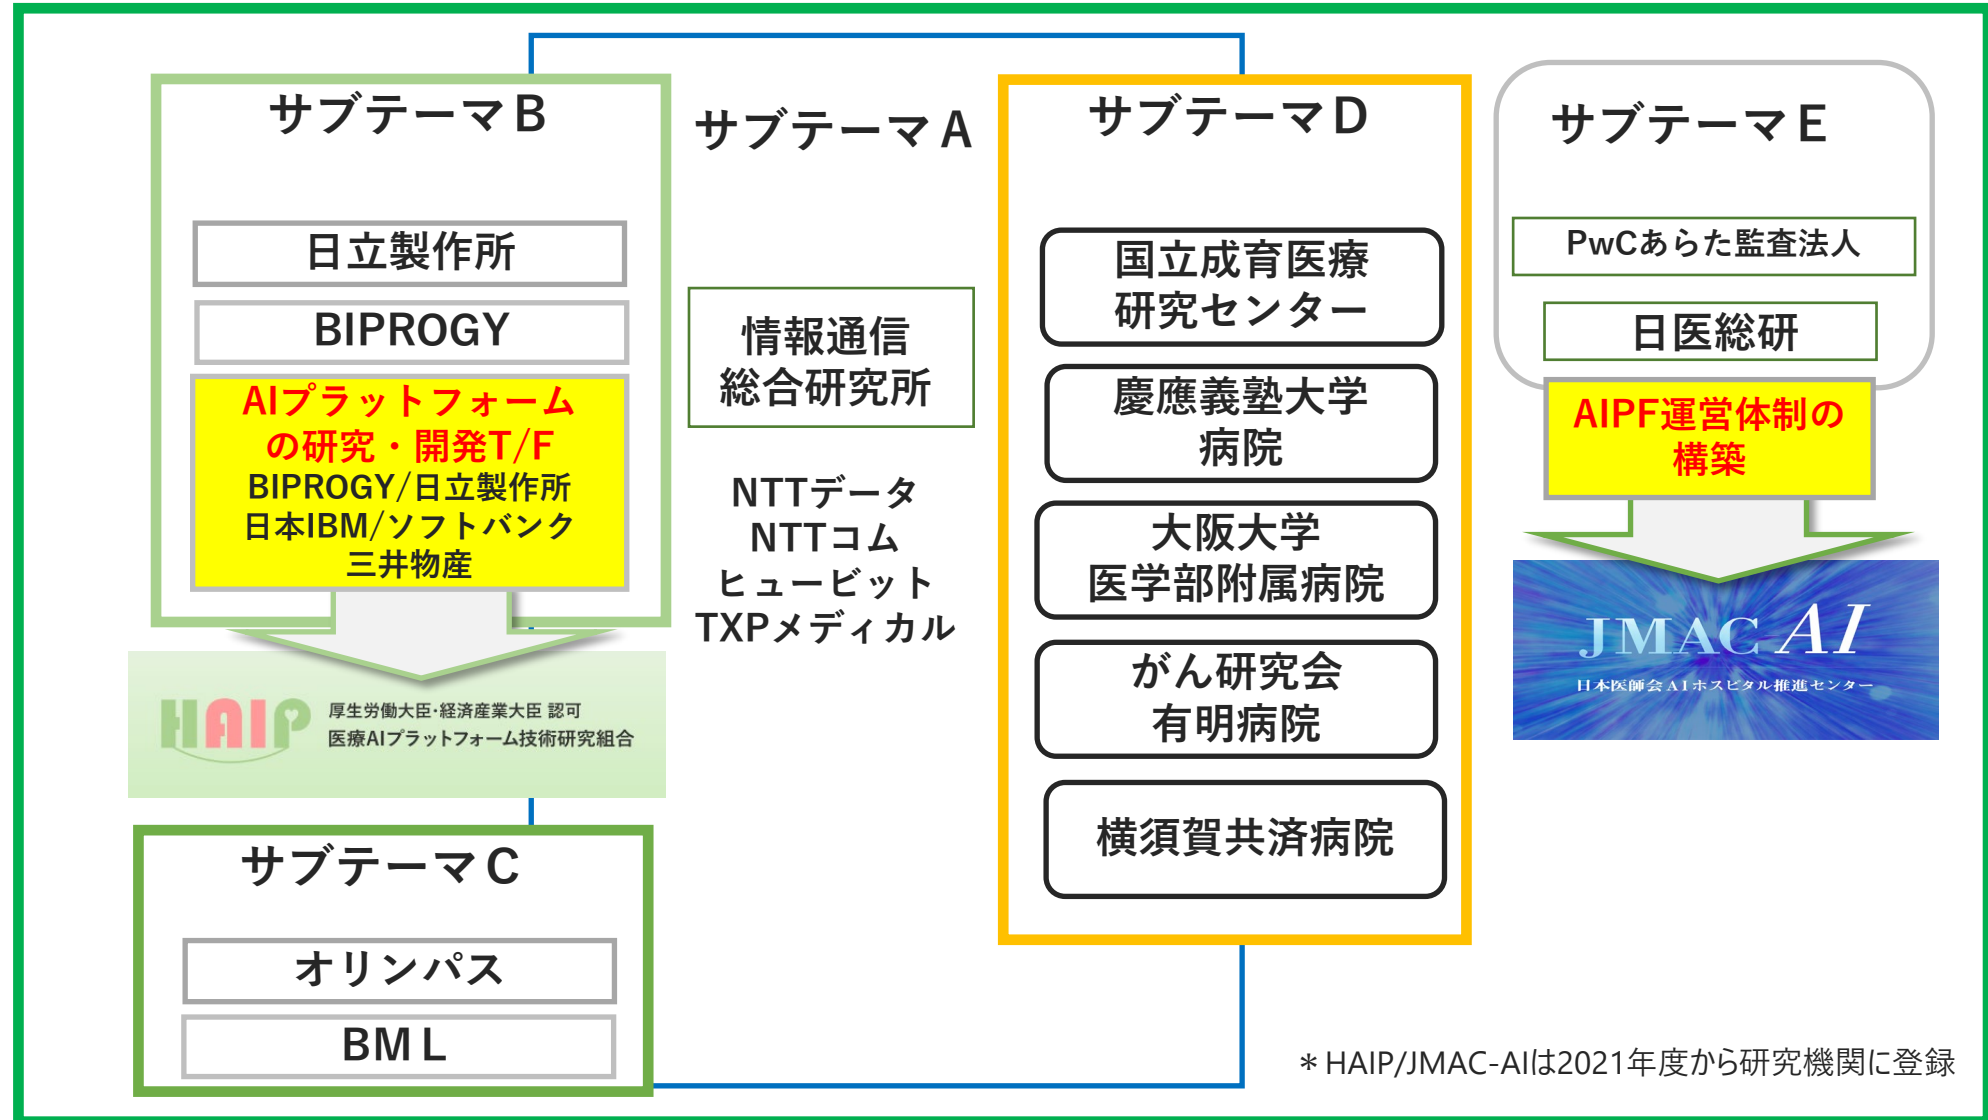 サブテーマB
日立製作所
BIPROGY
AIプラットフォーム
の研究・開発T/F
BIPROGY/日立製作所
日本IBM/ソフトバンク
三井物産
HAIP
厚生労働大臣・経済産業大臣 認可
医療AIプラットフォーム技術研究組合
サブテーマC
オリンパス
BML
サブテーマA
情報通信
総合研究所
NTTデータ
NTTコム
ヒュービット
TXPメディカル
サブテーマD
国立成育医療
研究センター
慶應義塾大学
病院
大阪大学
医学部附属病院
がん研究会
有明病院
横須賀共済病院
サブテーマE
PwCあらた監査法人
日医総研
AIPF運営体制の
構築
JMAC AI
日本医師会AIホスピタル推進センター
＊HAIP/JMAC-AIは2021年度から研究機関に登録